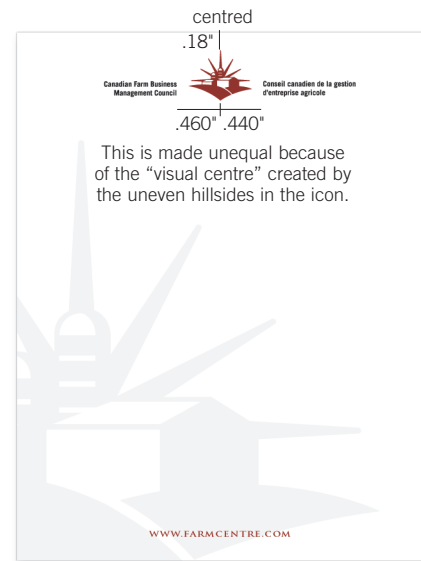 centred
.18"
Canadian Farm Business
Management Council
Conseil canadien de la gestion
d'entreprise agricole
.460" .440"
This is made unequal because
of the “visual centre” created by
the uneven hillsides in the icon.
WWW.FARMCENTRE.COM